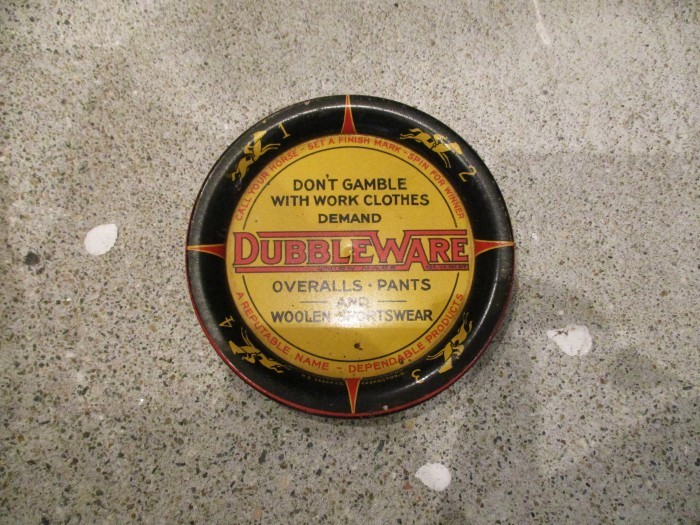 CALL YOUR HORSE - SET A FINISH MARK - SPIN FOR WINNER
1
2
DON'T GAMBLE
WITH WORK CLOTHES
DEMAND
DUBBLEWARE
OVERALLS · PANTS
AND
WOOLEN SPORTSWEAR
4
3
A REPUTABLE NAME - DEPENDABLE PRODUCTS